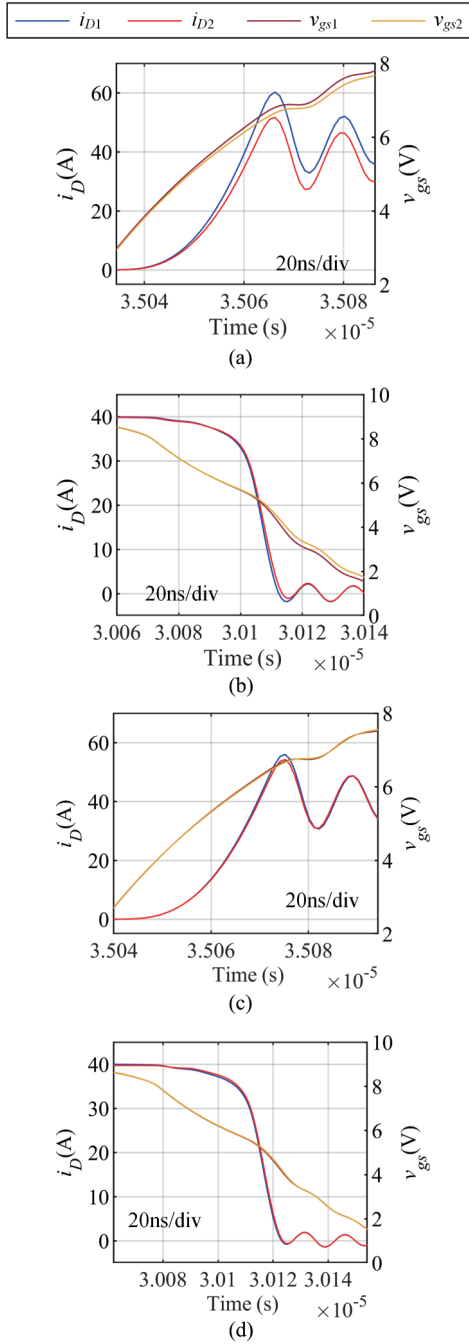 i_D1 i_D2 v_gs1 v_gs2
8
60
40
20
0
i_D(A)
6
4
2
v_gs(V)
20ns/div
3.504 3.506 3.508
Time (s) ×10⁻⁵
(a)
40
30
20
10
0
i_D(A)
10
8
6
4
2
0
v_gs(V)
20ns/div
3.006 3.008 3.01 3.012 3.014
Time (s) ×10⁻⁵
(b)
60
40
20
0
i_D(A)
8
6
4
2
v_gs(V)
20ns/div
3.504 3.506 3.508
Time (s) ×10⁻⁵
(c)
40
30
20
10
0
i_D(A)
10
8
6
4
2
0
v_gs(V)
20ns/div
3.008 3.01 3.012 3.014
Time (s) ×10⁻⁵
(d)